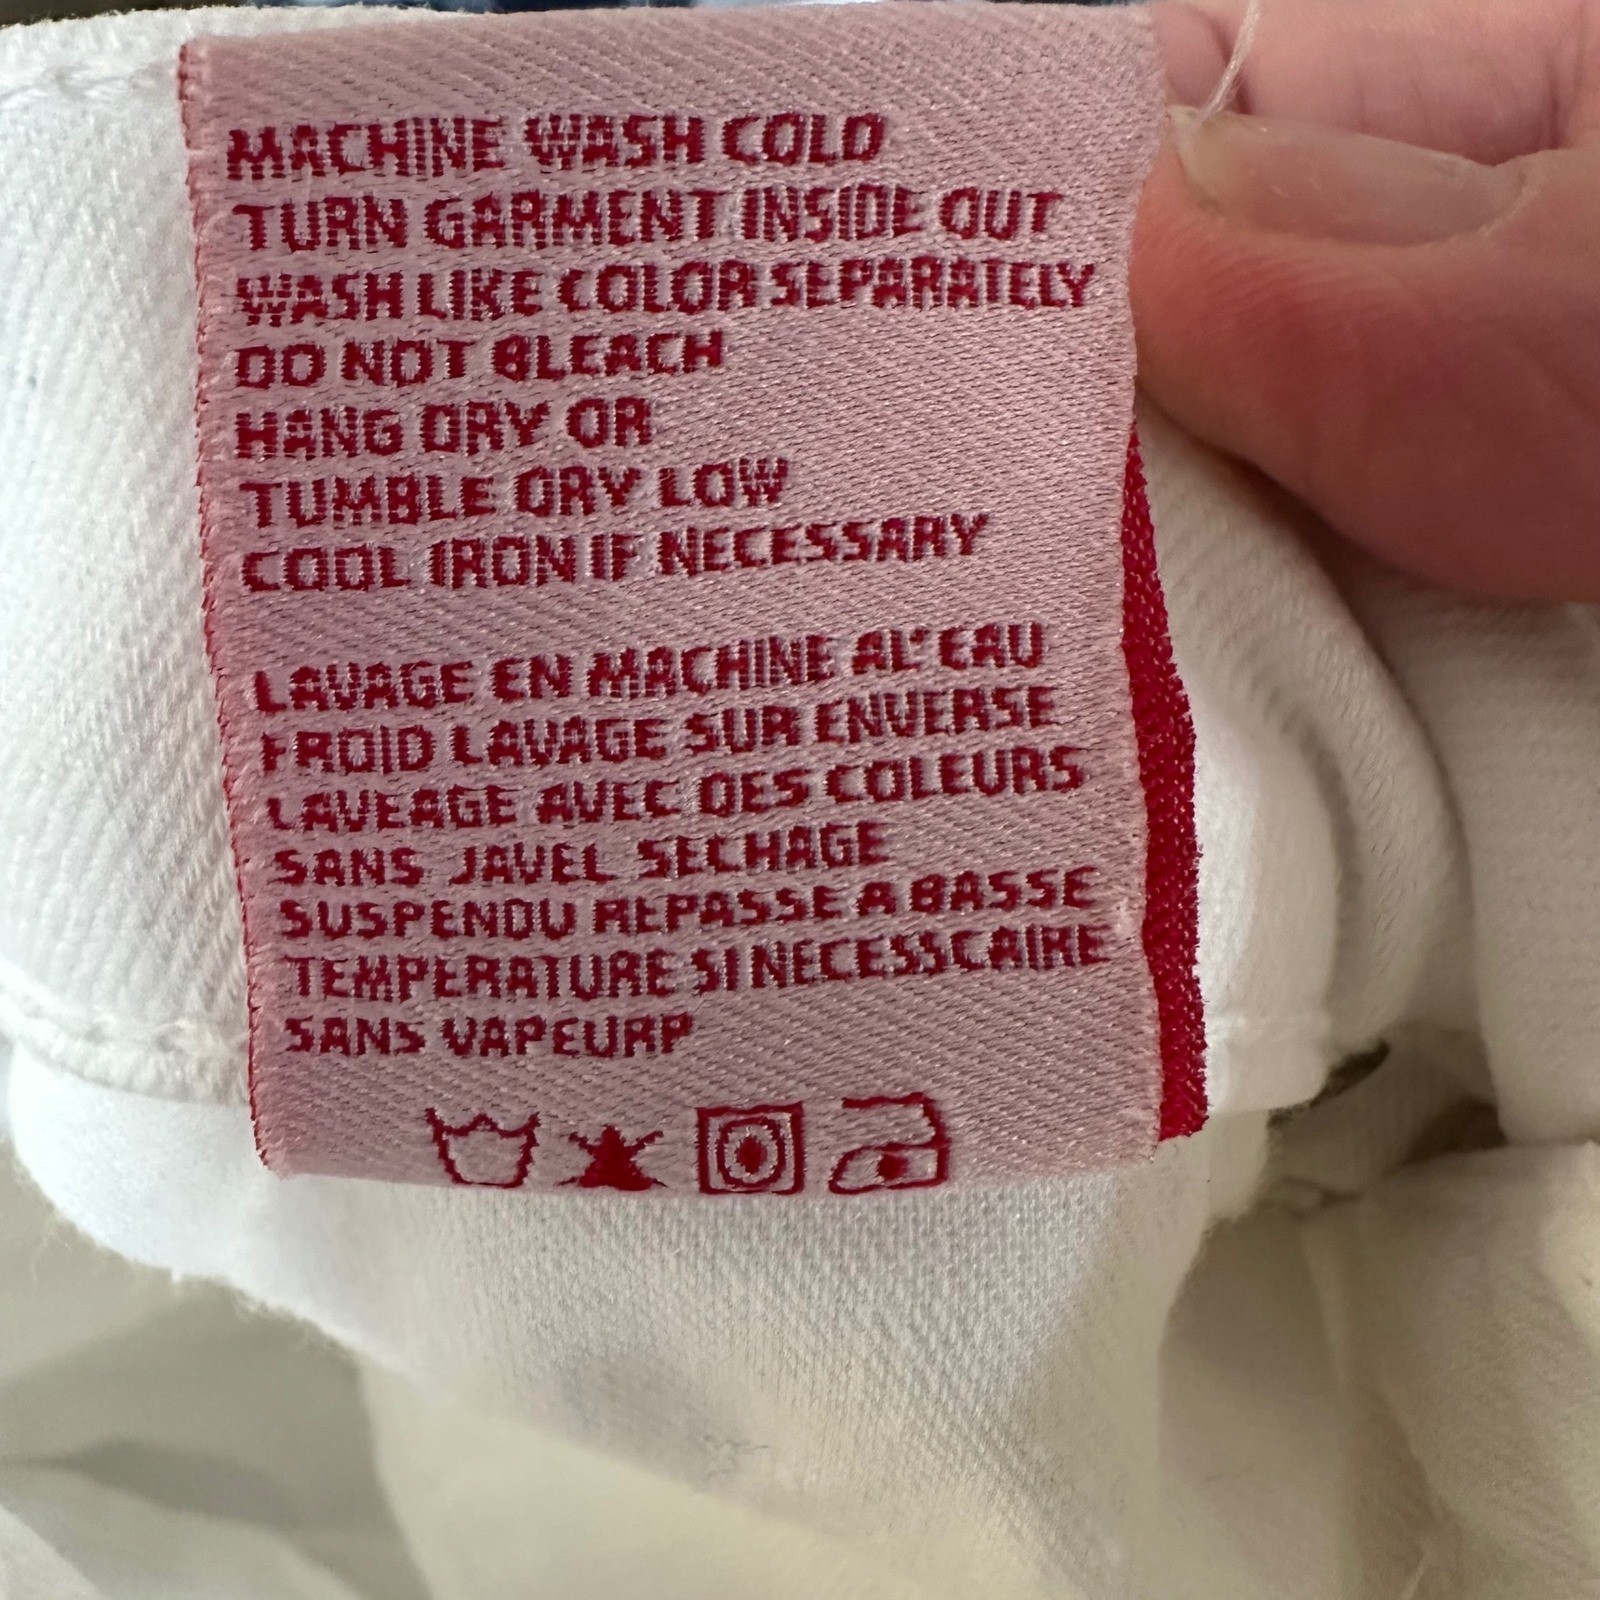 MACHINE WASH COLD
TURN GARMENT INSIDE OUT
WASH LIKE COLOR SEPARATELY
DO NOT BLEACH
HANG DRY OR
TUMBLE DRY LOW
COOL IRON IF NECESSARY
LAVAGE EN MACHINE AL'EAU
FROID LAVAGE SUR ENVERSE
LAVEAGE AVEC DES COLEURS
SANS JAVEL SECHAGE
SUSPENDU REPASSE A BASSE
TEMPERATURE SI NECESSCAIRE
SANS VAPEURP